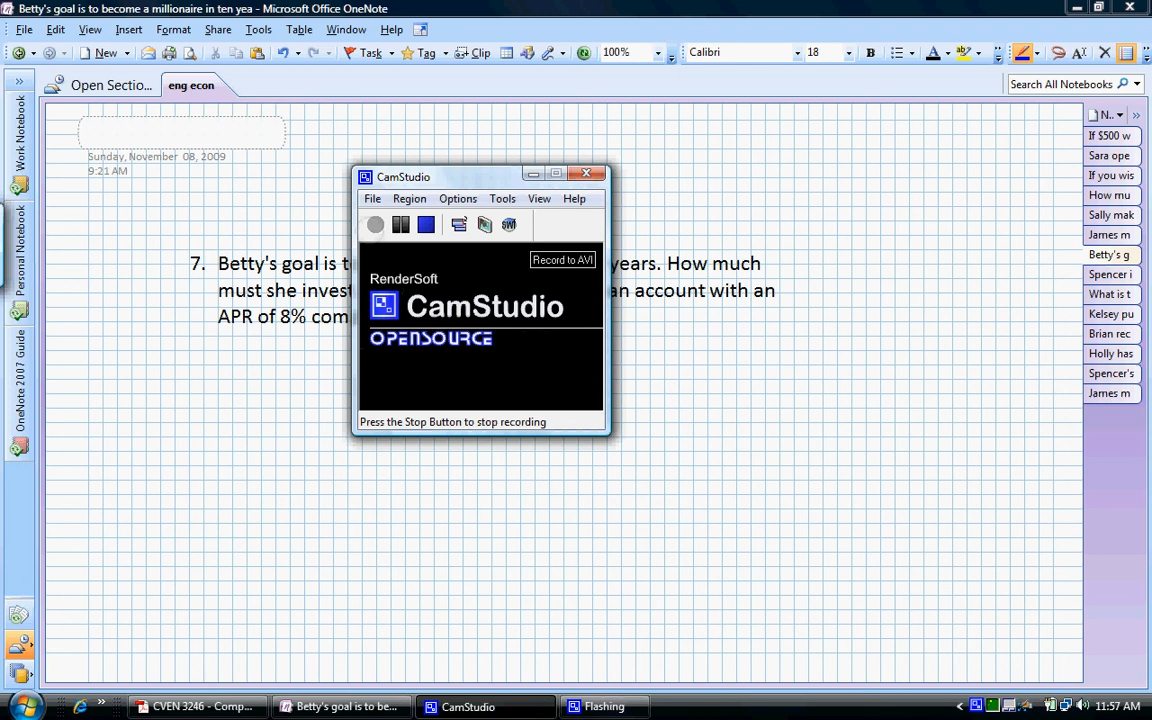 Betty's goal is to become a millionaire in ten yea - Microsoft Office OneNote
File Edit View Insert Format Share Tools Table Window Help
New Task Tag Clip 100% Calibri 18 B
Open Sectio... eng econ Search All Notebooks
Work Notebook
Personal Notebook
OneNote 2007 Guide
Sunday, November 08, 2009
9:21 AM
7. Betty's goal is t years. How much
must she invest an account with an
APR of 8% com
CamStudio
File Region Options Tools View Help
Record to AVI
RenderSoft
CamStudio
OPENSOURCE
Press the Stop Button to stop recording
N..
If $500 w
Sara ope
If you wis
How mu
Sally mak
James m
Betty's g
Spencer i
What is t
Kelsey pu
Brian rec
Holly has
Spencer's
James m
CVEN 3246 - Comp... Betty's goal is to be... CamStudio Flashing 11:57 AM